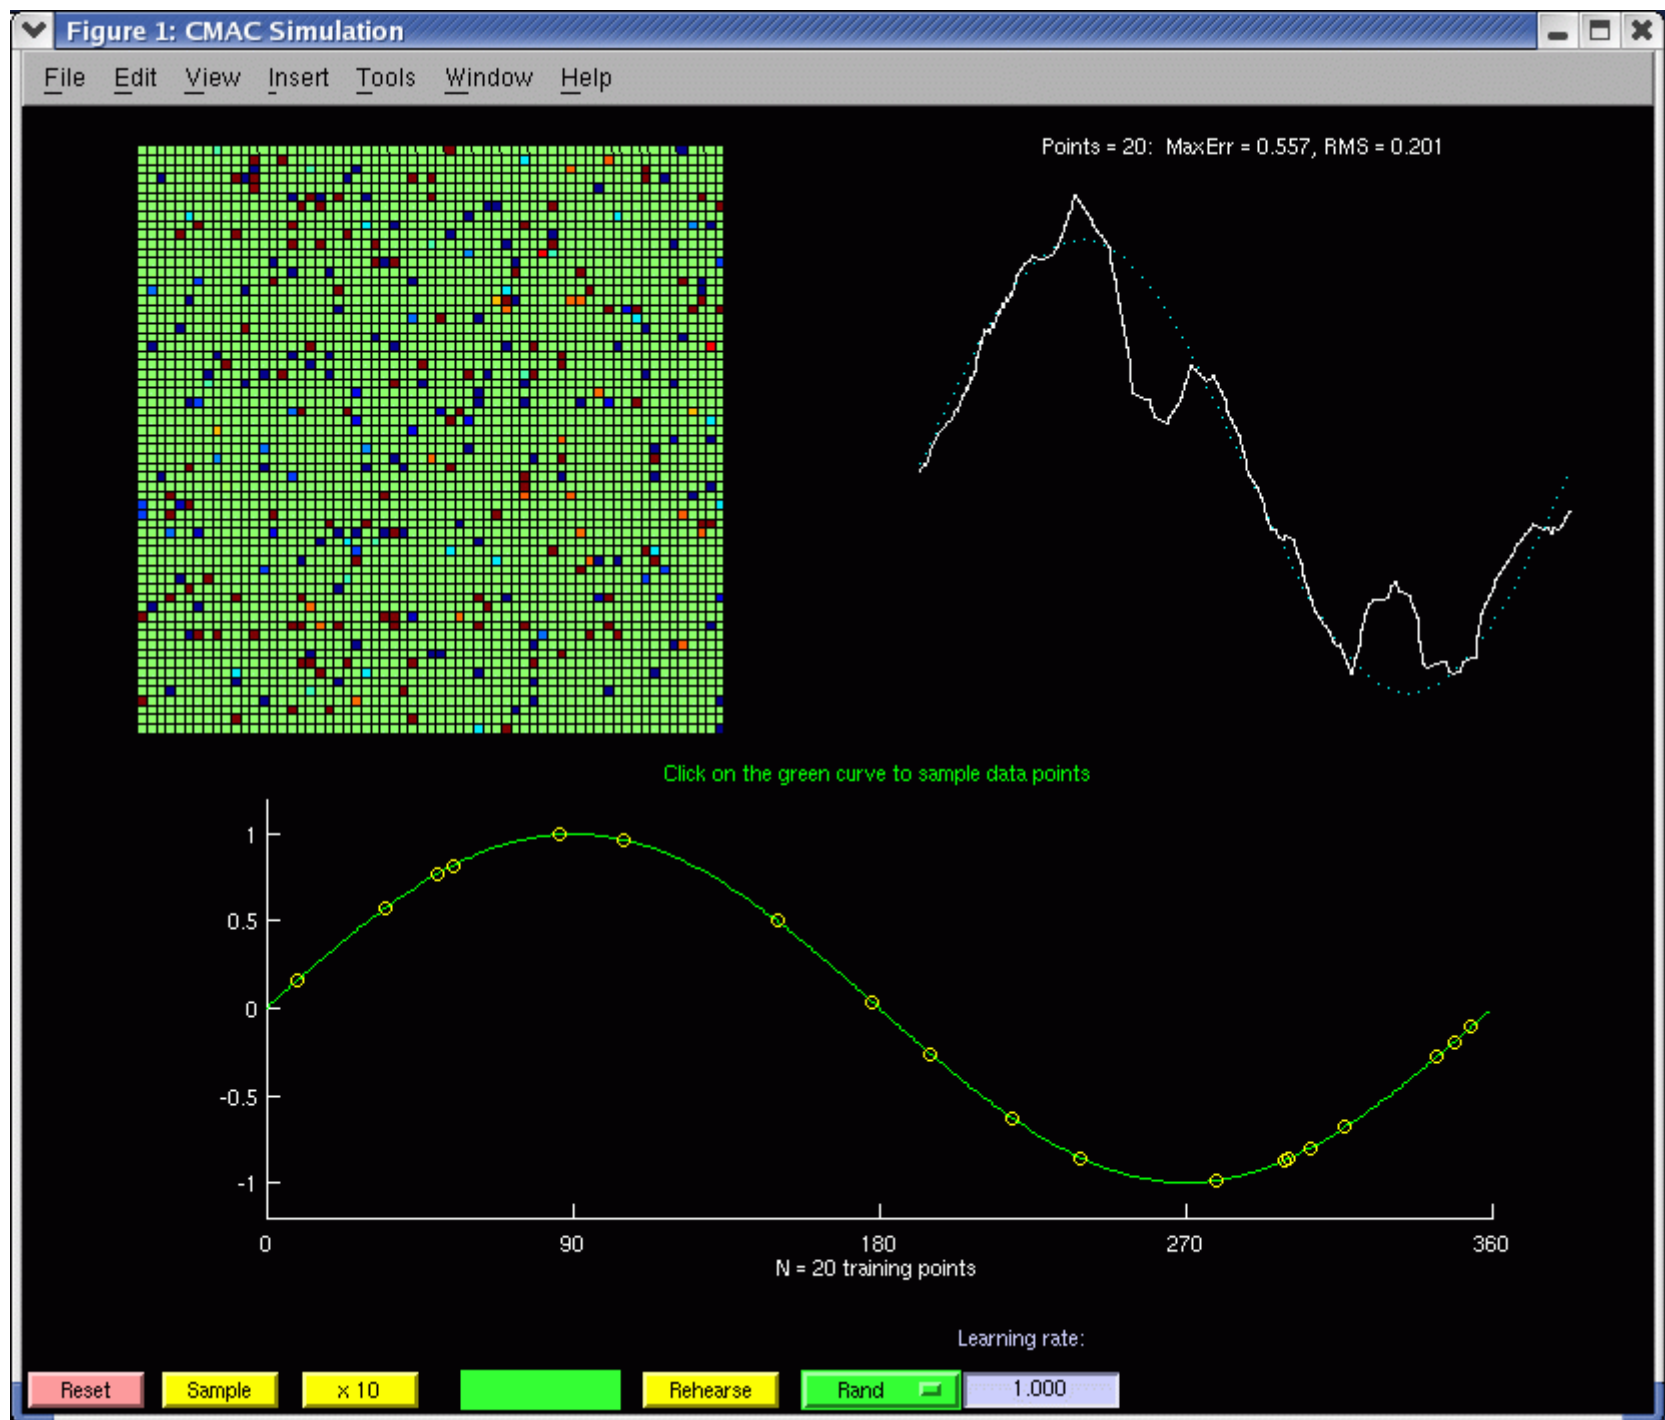 Figure 1: CMAC Simulation
File Edit View Insert Tools Window Help
Points = 20: MaxErr = 0.557, RMS = 0.201
Click on the green curve to sample data points
1
0.5
0
-0.5
-1
0 90 180 270 360
N = 20 training points
Learning rate:
Reset Sample x 10 Rehearse Rand 1.000